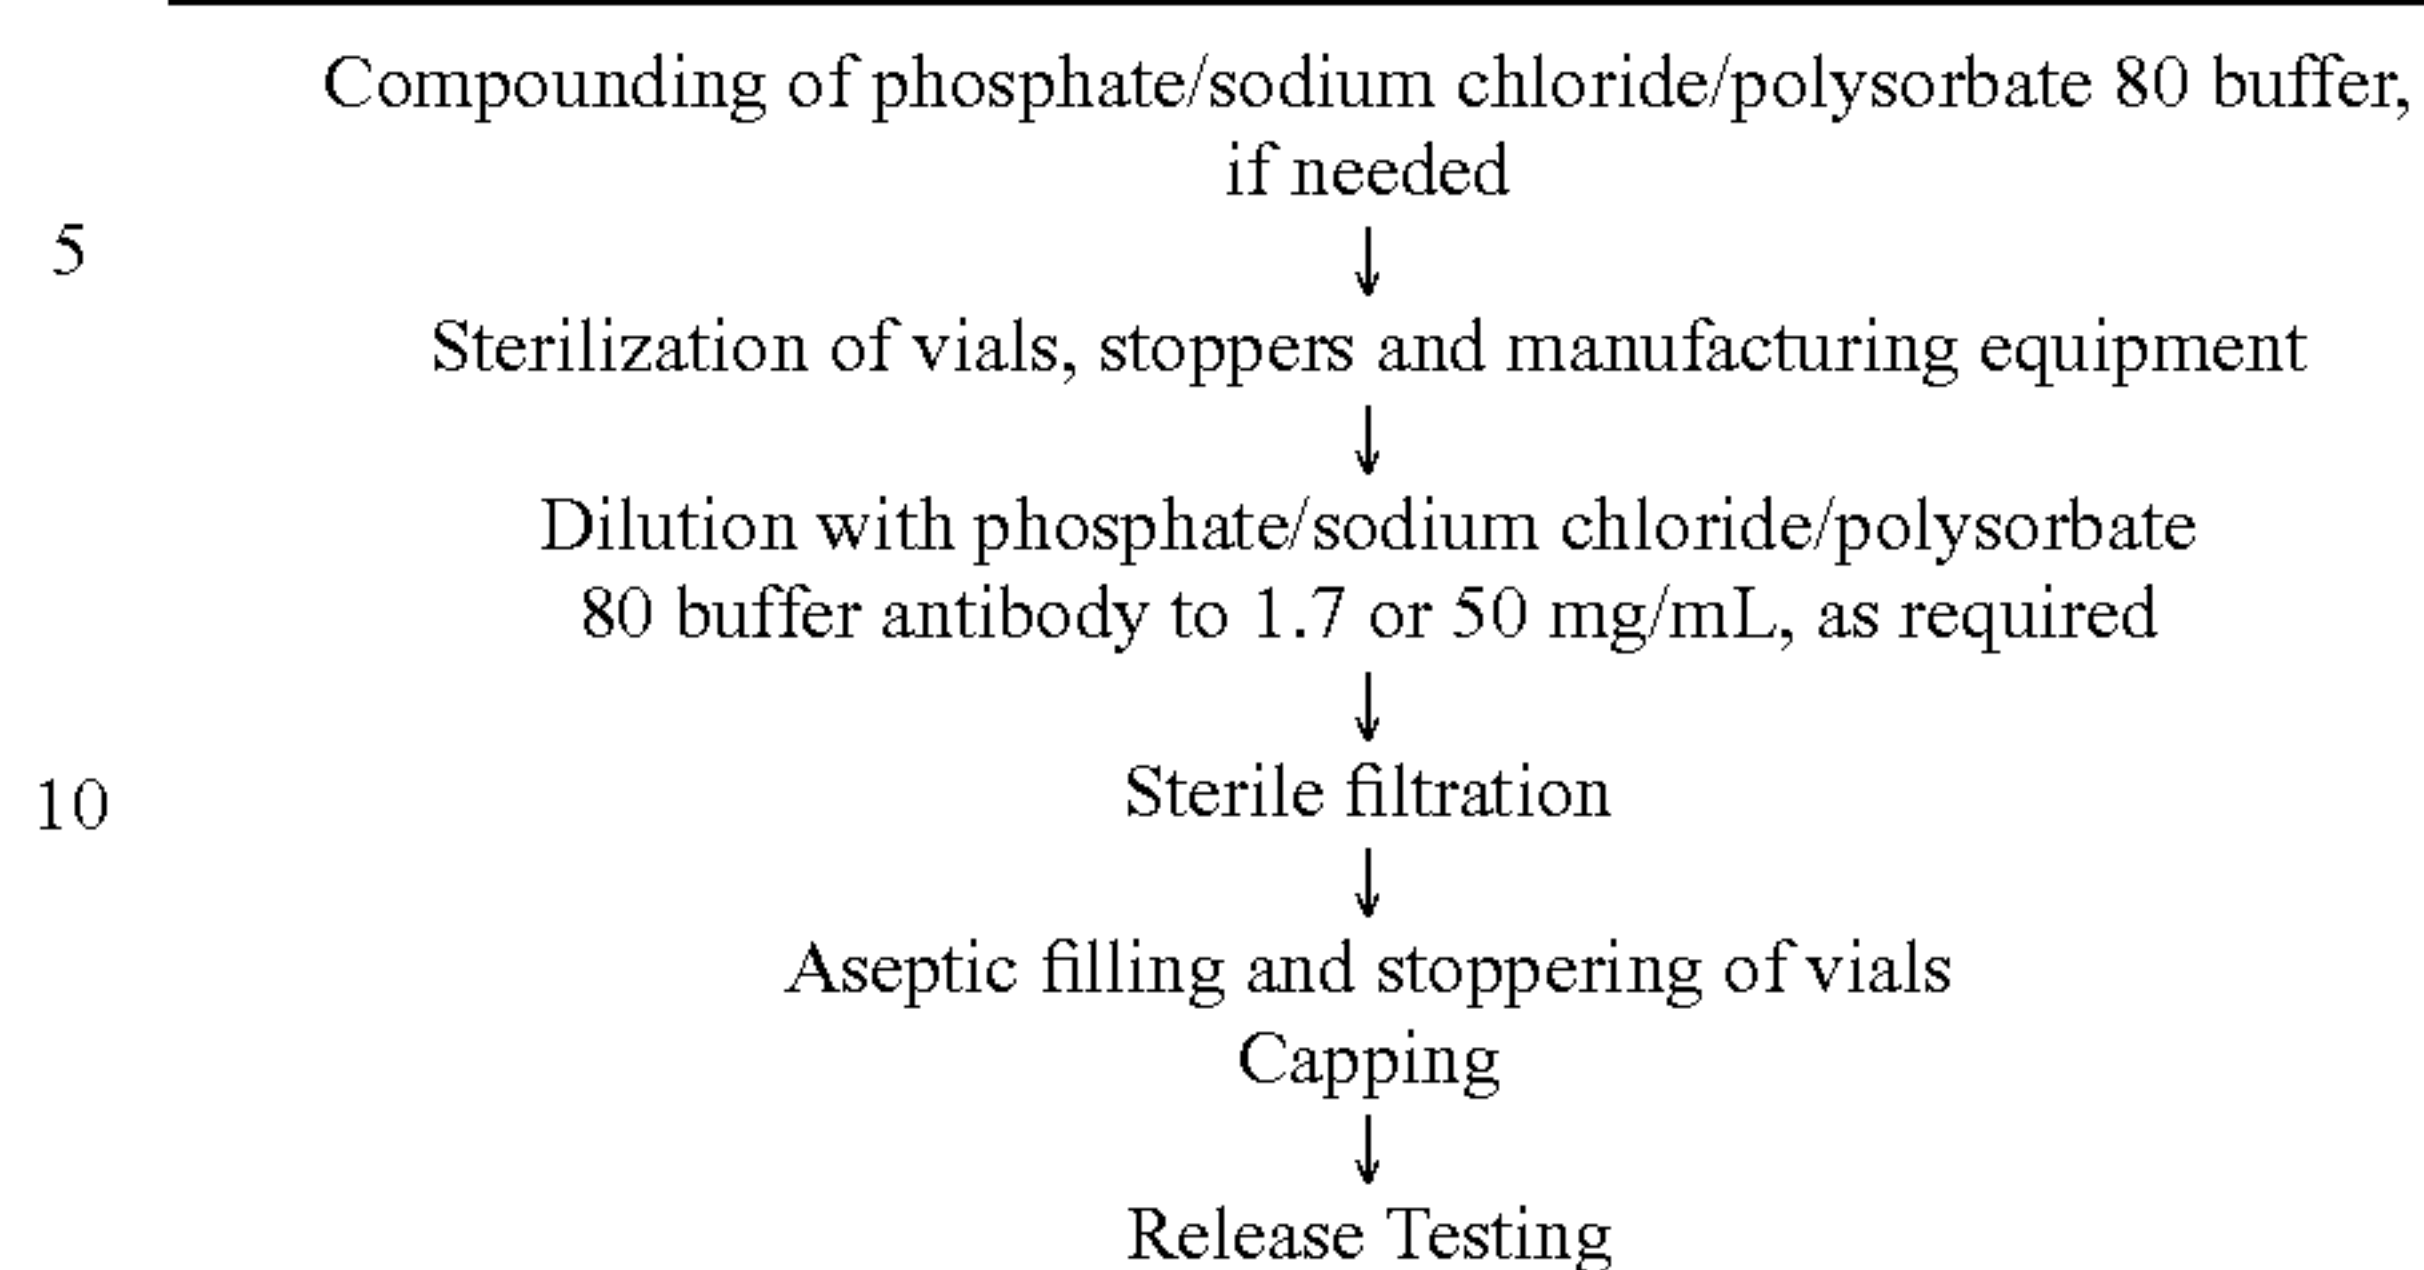 Compounding of phosphate/sodium chloride/polysorbate 80 buffer,
if needed
5
↓
Sterilization of vials, stoppers and manufacturing equipment
↓
Dilution with phosphate/sodium chloride/polysorbate
80 buffer antibody to 1.7 or 50 mg/mL, as required
↓
10
Sterile filtration
↓
Aseptic filling and stoppering of vials
Capping
↓
Release Testing